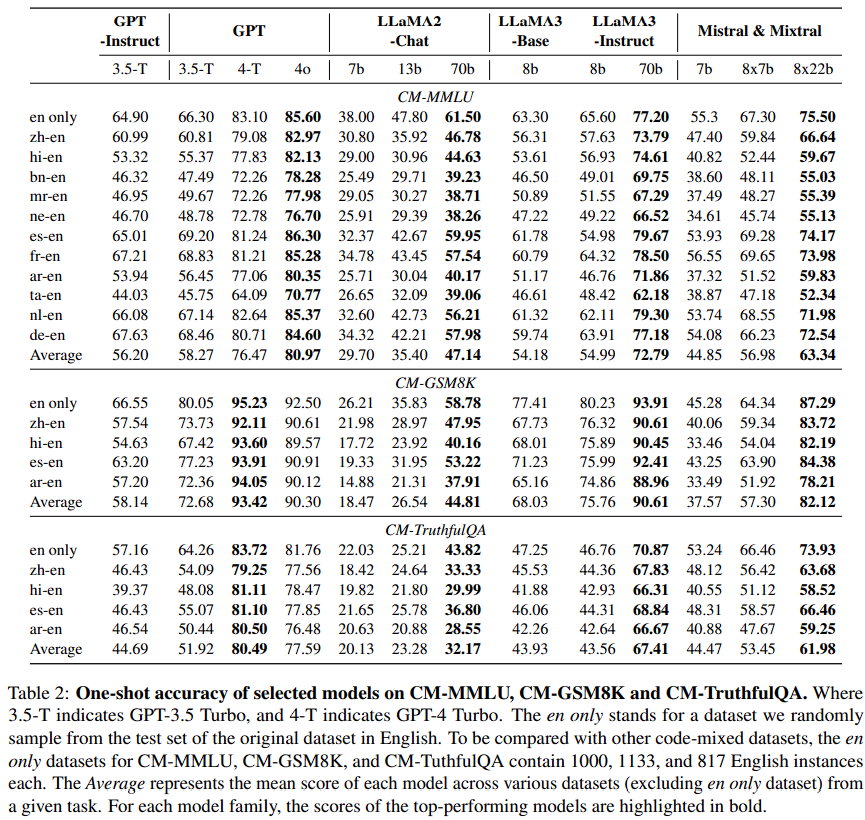 GPT -Instruct GPT LLaMA2 -Chat LLaMA3 -Base LLaMA3 -Instruct Mistral & Mixtral
3.5-T 3.5-T 4-T 4o 7b 13b 70b 8b 8b 70b 7b 8x7b 8x22b
CM-MMLU
en only 64.90 66.30 83.10 85.60 38.00 47.80 61.50 63.30 65.60 77.20 55.3 67.30 75.50
zh-en 60.99 60.81 79.08 82.97 30.80 35.92 46.78 56.31 57.63 73.79 47.40 59.84 66.64
hi-en 53.32 55.37 77.83 82.13 29.00 30.96 44.63 53.61 56.93 74.61 40.82 52.44 59.67
bn-en 46.32 47.49 72.26 78.28 25.49 29.71 39.23 46.50 49.01 69.75 38.60 48.11 55.03
mr-en 46.95 49.67 72.26 77.98 29.05 30.27 38.71 50.89 51.55 67.29 37.49 48.27 55.39
ne-en 46.70 48.78 72.78 76.70 25.91 29.39 38.26 47.22 49.22 66.52 34.61 45.74 55.13
es-en 65.01 69.20 81.24 86.30 32.37 42.67 59.95 61.78 54.98 79.67 53.93 69.28 74.17
fr-en 67.21 68.83 81.21 85.28 34.78 43.45 57.54 60.79 64.32 78.50 56.55 69.65 73.98
ar-en 53.94 56.45 77.06 80.35 25.71 30.04 40.17 51.17 46.76 71.86 37.32 51.52 59.83
ta-en 44.03 45.75 64.09 70.77 26.65 32.09 39.06 46.61 48.42 62.18 38.87 47.18 52.34
nl-en 66.08 67.14 82.64 85.37 32.60 42.73 56.21 61.32 62.11 79.30 53.74 68.55 71.98
de-en 67.63 68.46 80.71 84.60 34.32 42.21 57.98 59.74 63.91 77.18 54.08 66.23 72.54
Average 56.20 58.27 76.47 80.97 29.70 35.40 47.14 54.18 54.99 72.79 44.85 56.98 63.34
CM-GSM8K
en only 66.55 80.05 95.23 92.50 26.21 35.83 58.78 77.41 80.23 93.91 45.28 64.34 87.29
zh-en 57.54 73.73 92.11 90.61 21.98 28.97 47.95 67.73 76.32 90.61 40.06 59.34 83.72
hi-en 54.63 67.42 93.60 89.57 17.72 23.92 40.16 68.01 75.89 90.45 33.46 54.04 82.19
es-en 63.20 77.23 93.91 90.91 19.33 31.95 53.22 71.23 75.99 92.41 43.25 63.90 84.38
ar-en 57.20 72.36 94.05 90.12 14.88 21.31 37.91 65.16 74.86 88.96 33.49 51.92 78.21
Average 58.14 72.68 93.42 90.30 18.47 26.54 44.81 68.03 75.76 90.61 37.57 57.30 82.12
CM-TruthfulQA
en only 57.16 64.26 83.72 81.76 22.03 25.21 43.82 47.25 46.76 70.87 53.24 66.46 73.93
zh-en 46.43 54.09 79.25 77.56 18.42 24.64 33.33 45.53 44.36 67.83 48.12 56.52 63.68
hi-en 39.37 48.08 81.11 78.47 19.82 21.80 29.99 41.88 42.93 66.31 40.55 51.12 58.52
es-en 46.43 55.07 81.10 77.85 21.65 25.78 36.80 46.06 44.31 68.84 48.31 58.57 66.46
ar-en 46.54 50.44 80.50 76.48 20.63 20.88 28.55 42.26 42.64 66.67 40.88 47.67 59.25
Average 44.69 51.92 80.49 77.59 20.13 23.28 32.17 43.93 43.56 67.41 44.47 53.45 61.98
Table 2: One-shot accuracy of selected models on CM-MMLU, CM-GSM8K and CM-TruthfulQA. Where
3.5-T indicates GPT-3.5 Turbo, and 4-T indicates GPT-4 Turbo. The en only stands for a dataset we randomly
sample from the test set of the original dataset in English. To be compared with other code-mixed datasets, the en
only datasets for CM-MMLU, CM-GSM8K, and CM-TuthfulQA contain 1000, 1133, and 817 English instances
each. The Average represents the mean score of each model across various datasets (excluding en only dataset) from
a given task. For each model family, the scores of the top-performing models are highlighted in bold.